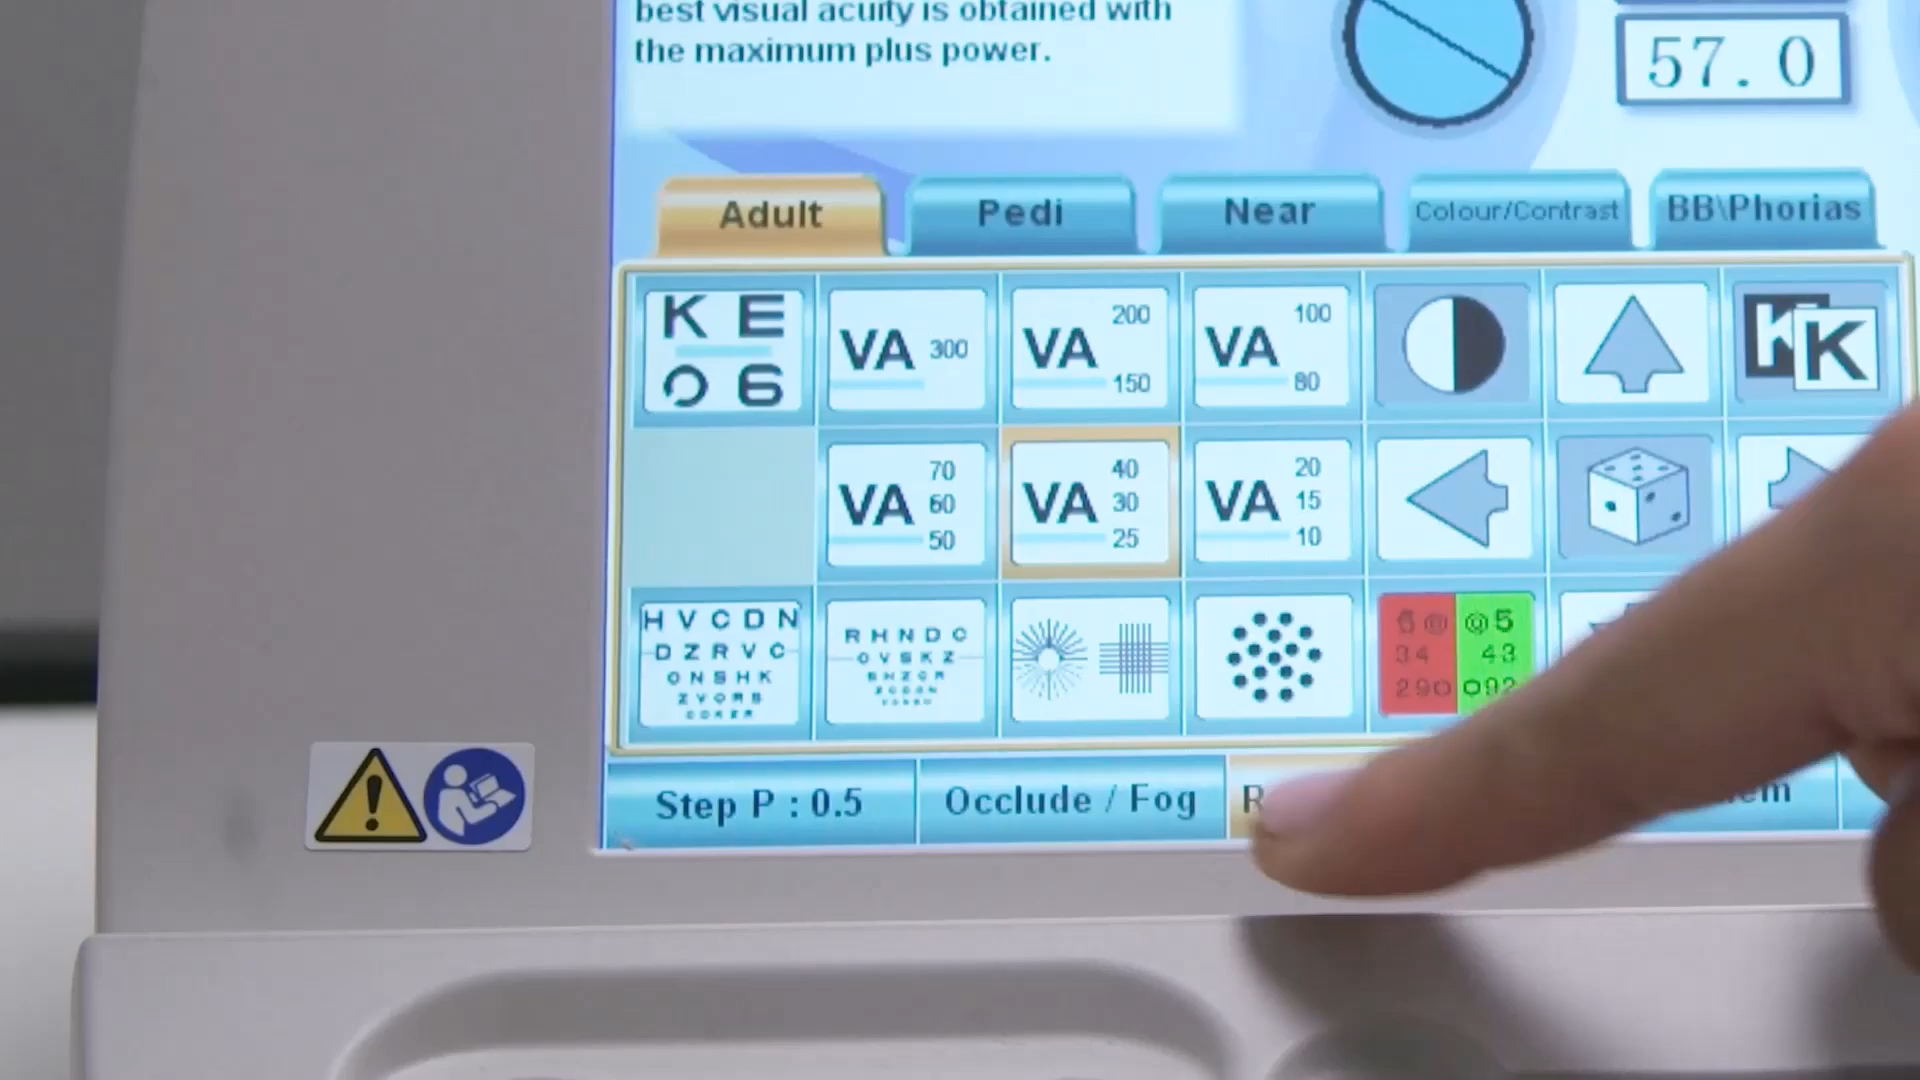 best visual acuity is obtained with
the maximum plus power.
57.0
Adult
Pedi
Near
Colour/Contrast
BB\Phorias
K E
6
VA 300
VA 200
150
VA 100
80
K K
VA 70
60
50
VA 40
30
25
VA 20
15
10
H V C D N
D Z R V C
O N S H K
Z V O R S
R H N D C
O V S K Z
6 5
34 43
290 092
Step P : 0.5
Occlude / Fog